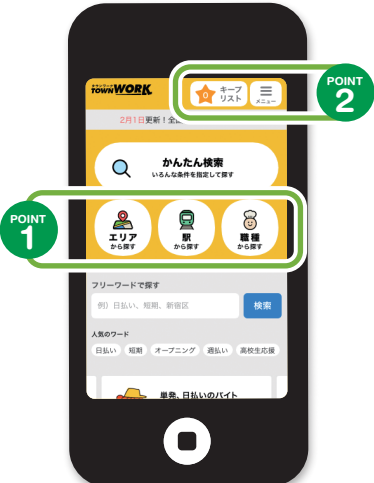 タウンワーク
TOWNWORK
0
キープ
リスト
メニュー
POINT
2
2月1日更新！全
かんたん検索
いろんな条件を指定して探す
POINT
1
エリア
から探す
駅
から探す
職種
から探す
フリーワードで探す
例）日払い、短期、新宿区
検索
人気のワード
日払い 短期 オープニング 週払い 高校生応援
単発、日払いのバイト